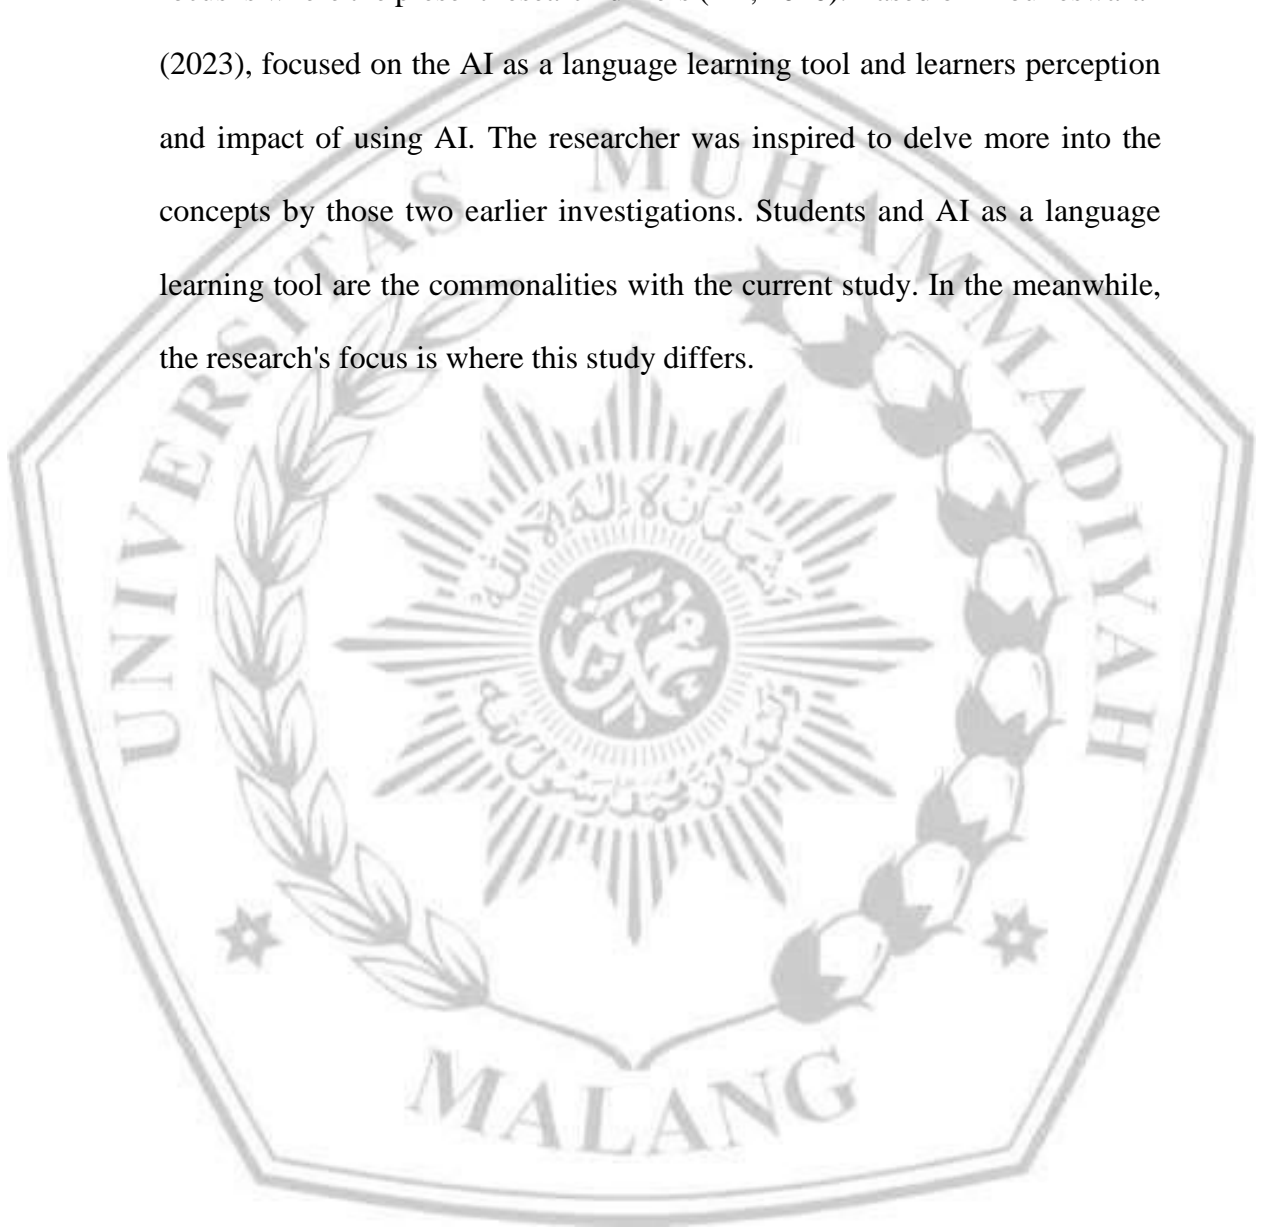 (2023), focused on the AI as a language learning tool and learners perception
and impact of using AI. The researcher was inspired to delve more into the
concepts by those two earlier investigations. Students and AI as a language
learning tool are the commonalities with the current study. In the meanwhile,
the research's focus is where this study differs.
UNIVERSITAS MUHAMMADIYAH
MALANG